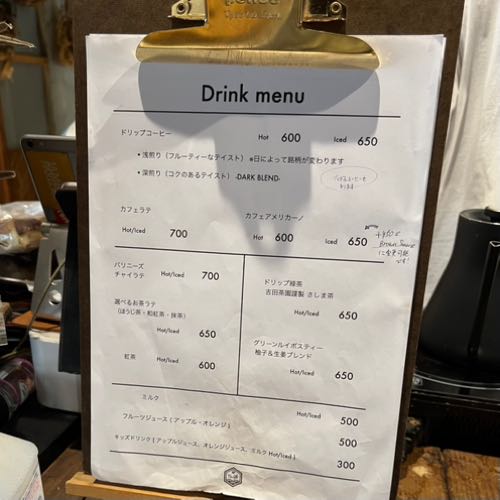 Drink menu
ドリップコーヒー Hot 600 Iced 650
• 浅煎り（フルーティーなテイスト）※日によって銘柄が変わります
• 深煎り（コクのあるテイスト）-DARK BLEND-
カフェラテ
Hot/Iced 700
カフェアメリカーノ
Hot 600 Iced 650
+¥50で
に変更可能
です!
バリニーズ
チャイラテ Hot/Iced 700
選べるお茶ラテ
（ほうじ茶・和紅茶・抹茶）
Hot/Iced 650
紅茶 Hot/Iced 600
ドリップ緑茶
吉田茶園謹製 さしま茶
Hot/Iced 650
グリーンルイボスティー
柚子＆生姜ブレンド
Hot/Iced 650
ミルク Hot/Iced 500
フルーツジュース ( アップル・オレンジ ) 500
キッズドリンク ( アップルジュース、オレンジジュース、ミルク Hot/Iced ) 300